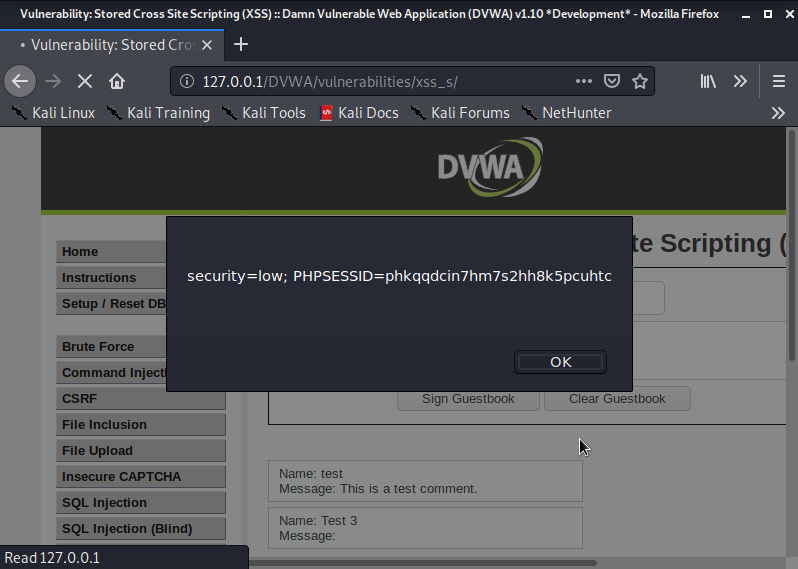 Vulnerability: Stored Cross Site Scripting (XSS) :: Damn Vulnerable Web Application (DVWA) v1.10 *Development* - Mozilla Firefox
Vulnerability: Stored Cros
127.0.0.1/DVWA/vulnerabilities/xss_s/
Kali Linux Kali Training Kali Tools Kali Docs Kali Forums NetHunter
DVWA
te Scripting (
security=low; PHPSESSID=phkqqdcin7hm7s2hh8k5pcuhtc
OK
Home
Instructions
Setup / Reset DB
Brute Force
Command Injecti
CSRF
File Inclusion
File Upload
Insecure CAPTCHA
SQL Injection
SQL Injection (Blind)
Sign Guestbook Clear Guestbook
Name: test
Message: This is a test comment.
Name: Test 3
Message:
Read 127.0.0.1